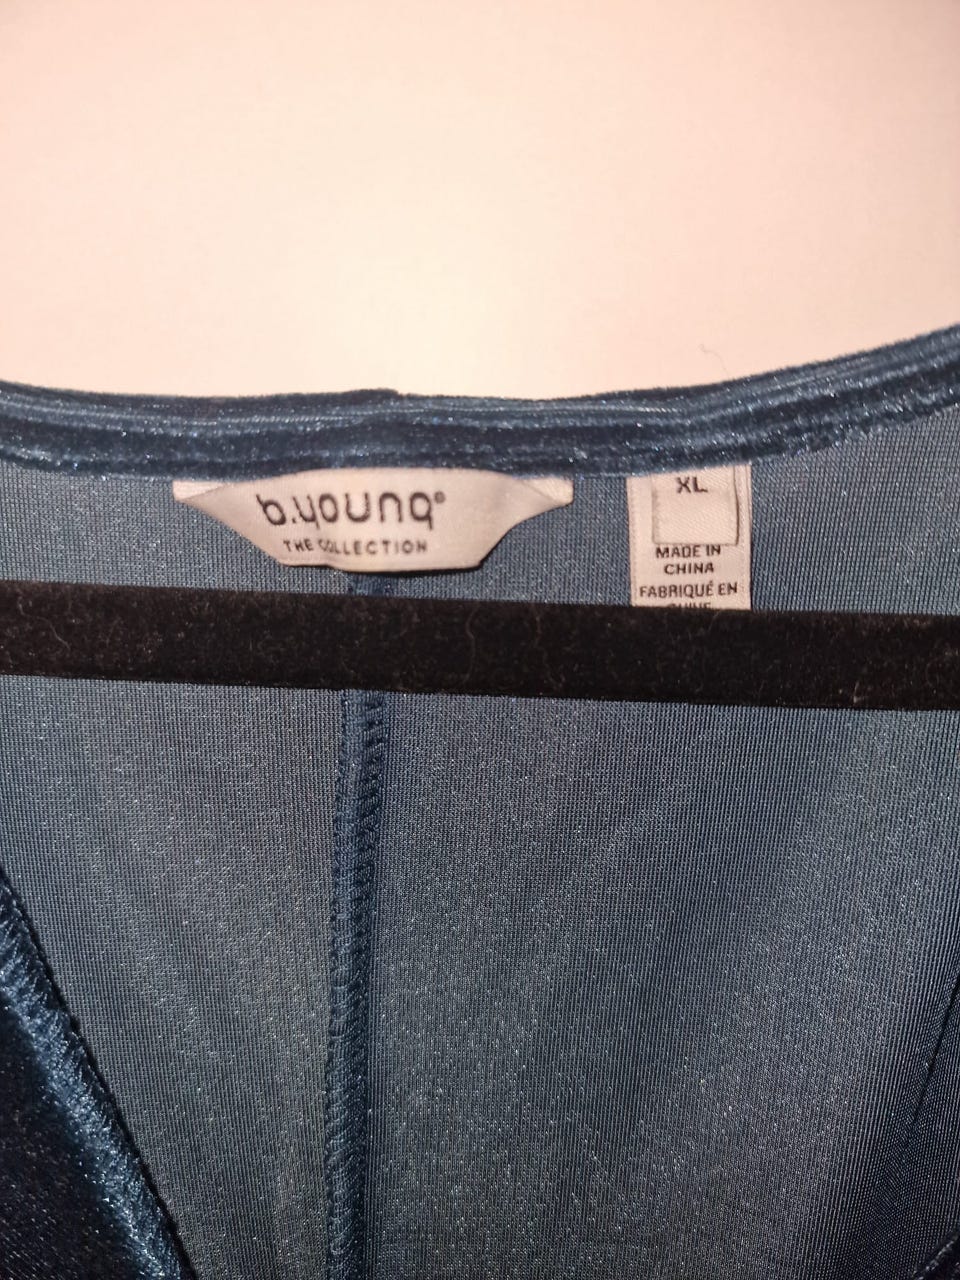 b.young®
THE COLLECTION
XL
MADE IN
CHINA
FABRIQUÉ EN